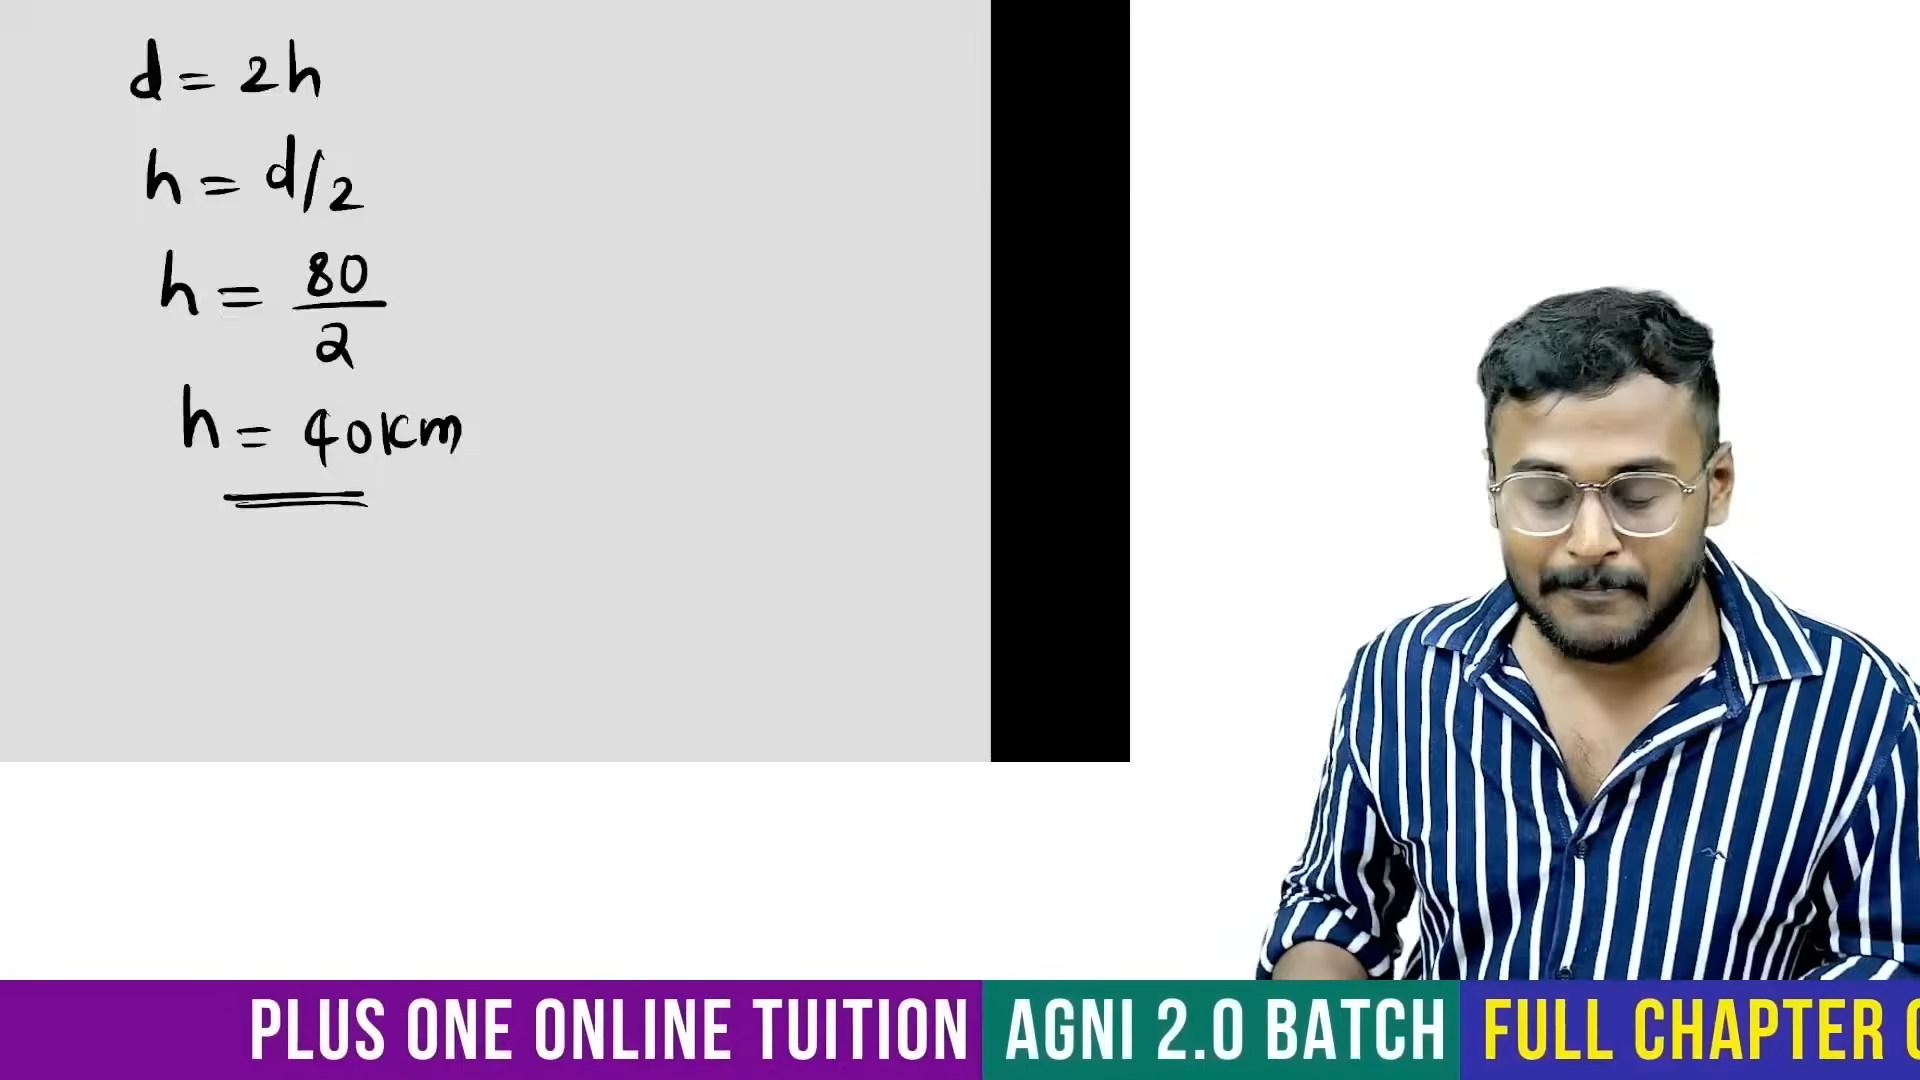 d = 2h
h = d/2
h = 80/2
h = 40km
PLUS ONE ONLINE TUITION AGNI 2.0 BATCH FULL CHAPTER